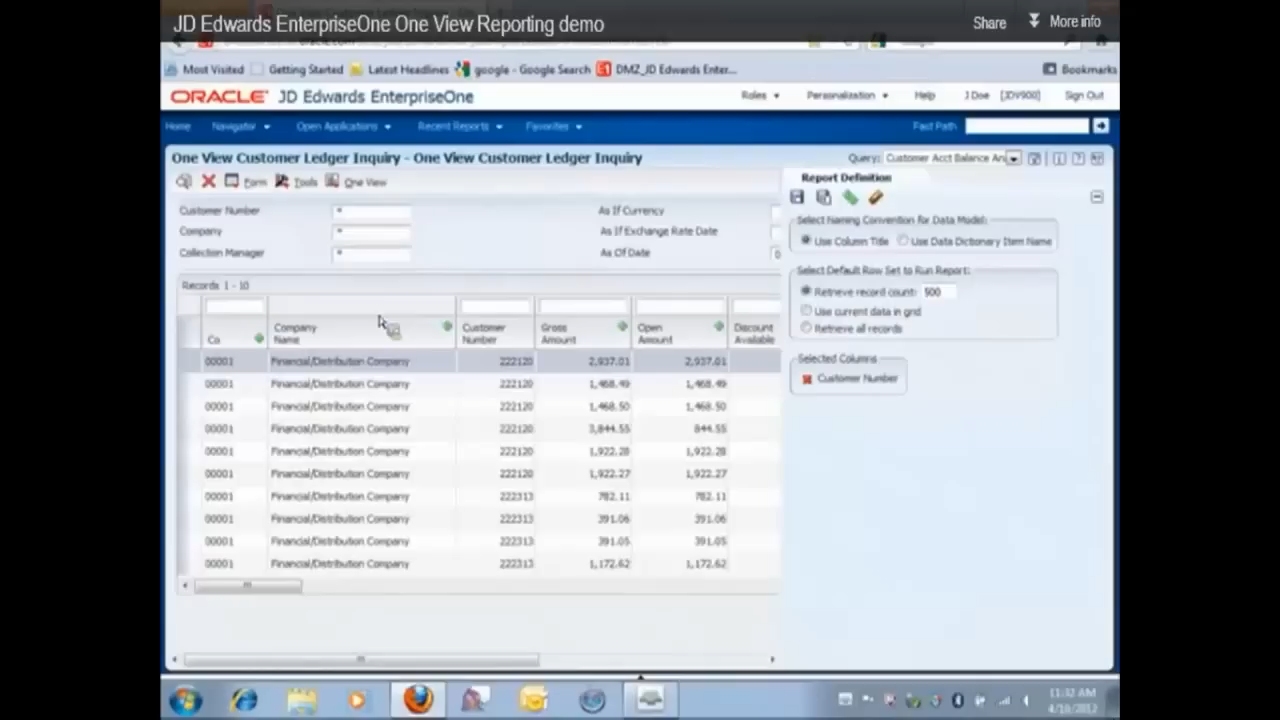 JD Edwards EnterpriseOne One View Reporting demo
Share
More info
Most Visited
Getting Started
Latest Headlines
google - Google Search
DMZ_JD Edwards Enter...
Bookmarks
ORACLE JD Edwards EnterpriseOne
Roles
Personalization
Help
J Doe
[JDV900]
Sign Out
Home
Navigator
Open Applications
Recent Reports
Favorites
Fast Path
One View Customer Ledger Inquiry - One View Customer Ledger Inquiry
Query: Customer Acct Balance An
Form
Tools
One View
Report Definition
Customer Number *
As If Currency
Company *
As If Exchange Rate Date
Collection Manager *
As Of Date 0
Select Naming Convention for Data Model:
Use Column Title
Use Data Dictionary Item Name
Select Default Row Set to Run Report:
Retrieve record count: 500
Use current data in grid
Retrieve all records
Selected Columns
Customer Number
Records 1 - 10
Co Company Name Customer Number Gross Amount Open Amount Discount Available
00001 Financial/Distribution Company 222120 2,937.01 2,937.01
00001 Financial/Distribution Company 222120 1,468.49 1,468.49
00001 Financial/Distribution Company 222120 1,468.50 1,468.50
00001 Financial/Distribution Company 222120 3,844.55 844.55
00001 Financial/Distribution Company 222120 1,922.28 1,922.28
00001 Financial/Distribution Company 222120 1,922.27 1,922.27
00001 Financial/Distribution Company 222313 782.11 782.11
00001 Financial/Distribution Company 222313 391.06 391.06
00001 Financial/Distribution Company 222313 391.05 391.05
00001 Financial/Distribution Company 222313 1,172.62 1,172.62
11:32 AM